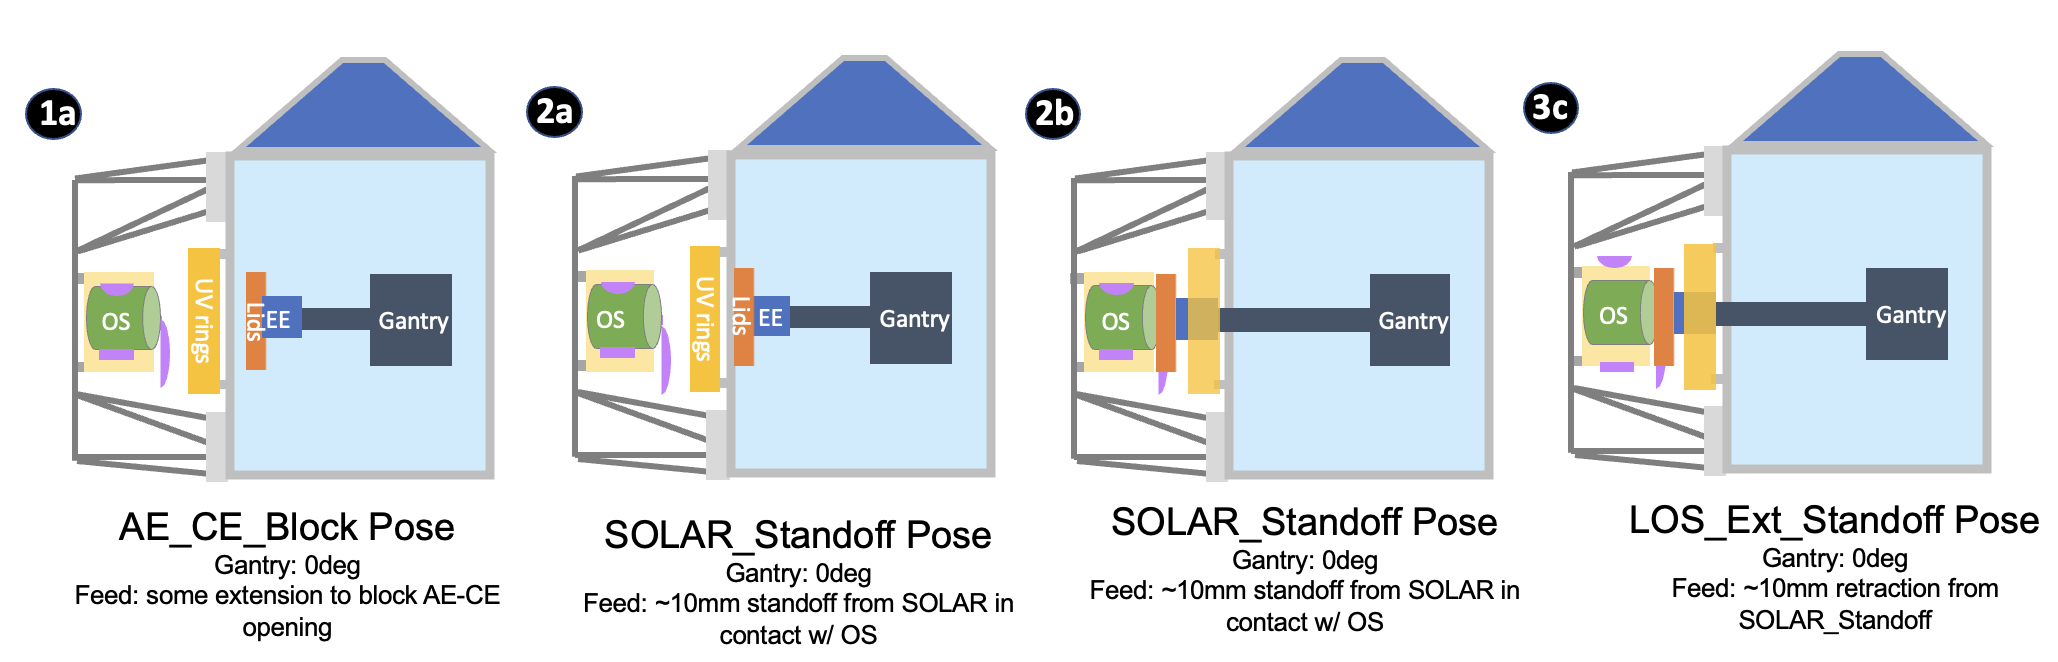 1a
OS
UV rings
Lids
EE
Gantry
AE_CE_Block Pose
Gantry: 0deg
Feed: some extension to block AE-CE
opening
2a
OS
UV rings
Lids
EE
Gantry
SOLAR_Standoff Pose
Gantry: 0deg
Feed: ~10mm standoff from SOLAR in
contact w/ OS
2b
OS
Gantry
SOLAR_Standoff Pose
Gantry: 0deg
Feed: ~10mm standoff from SOLAR in
contact w/ OS
3c
OS
Gantry
LOS_Ext_Standoff Pose
Gantry: 0deg
Feed: ~10mm retraction from
SOLAR_Standoff